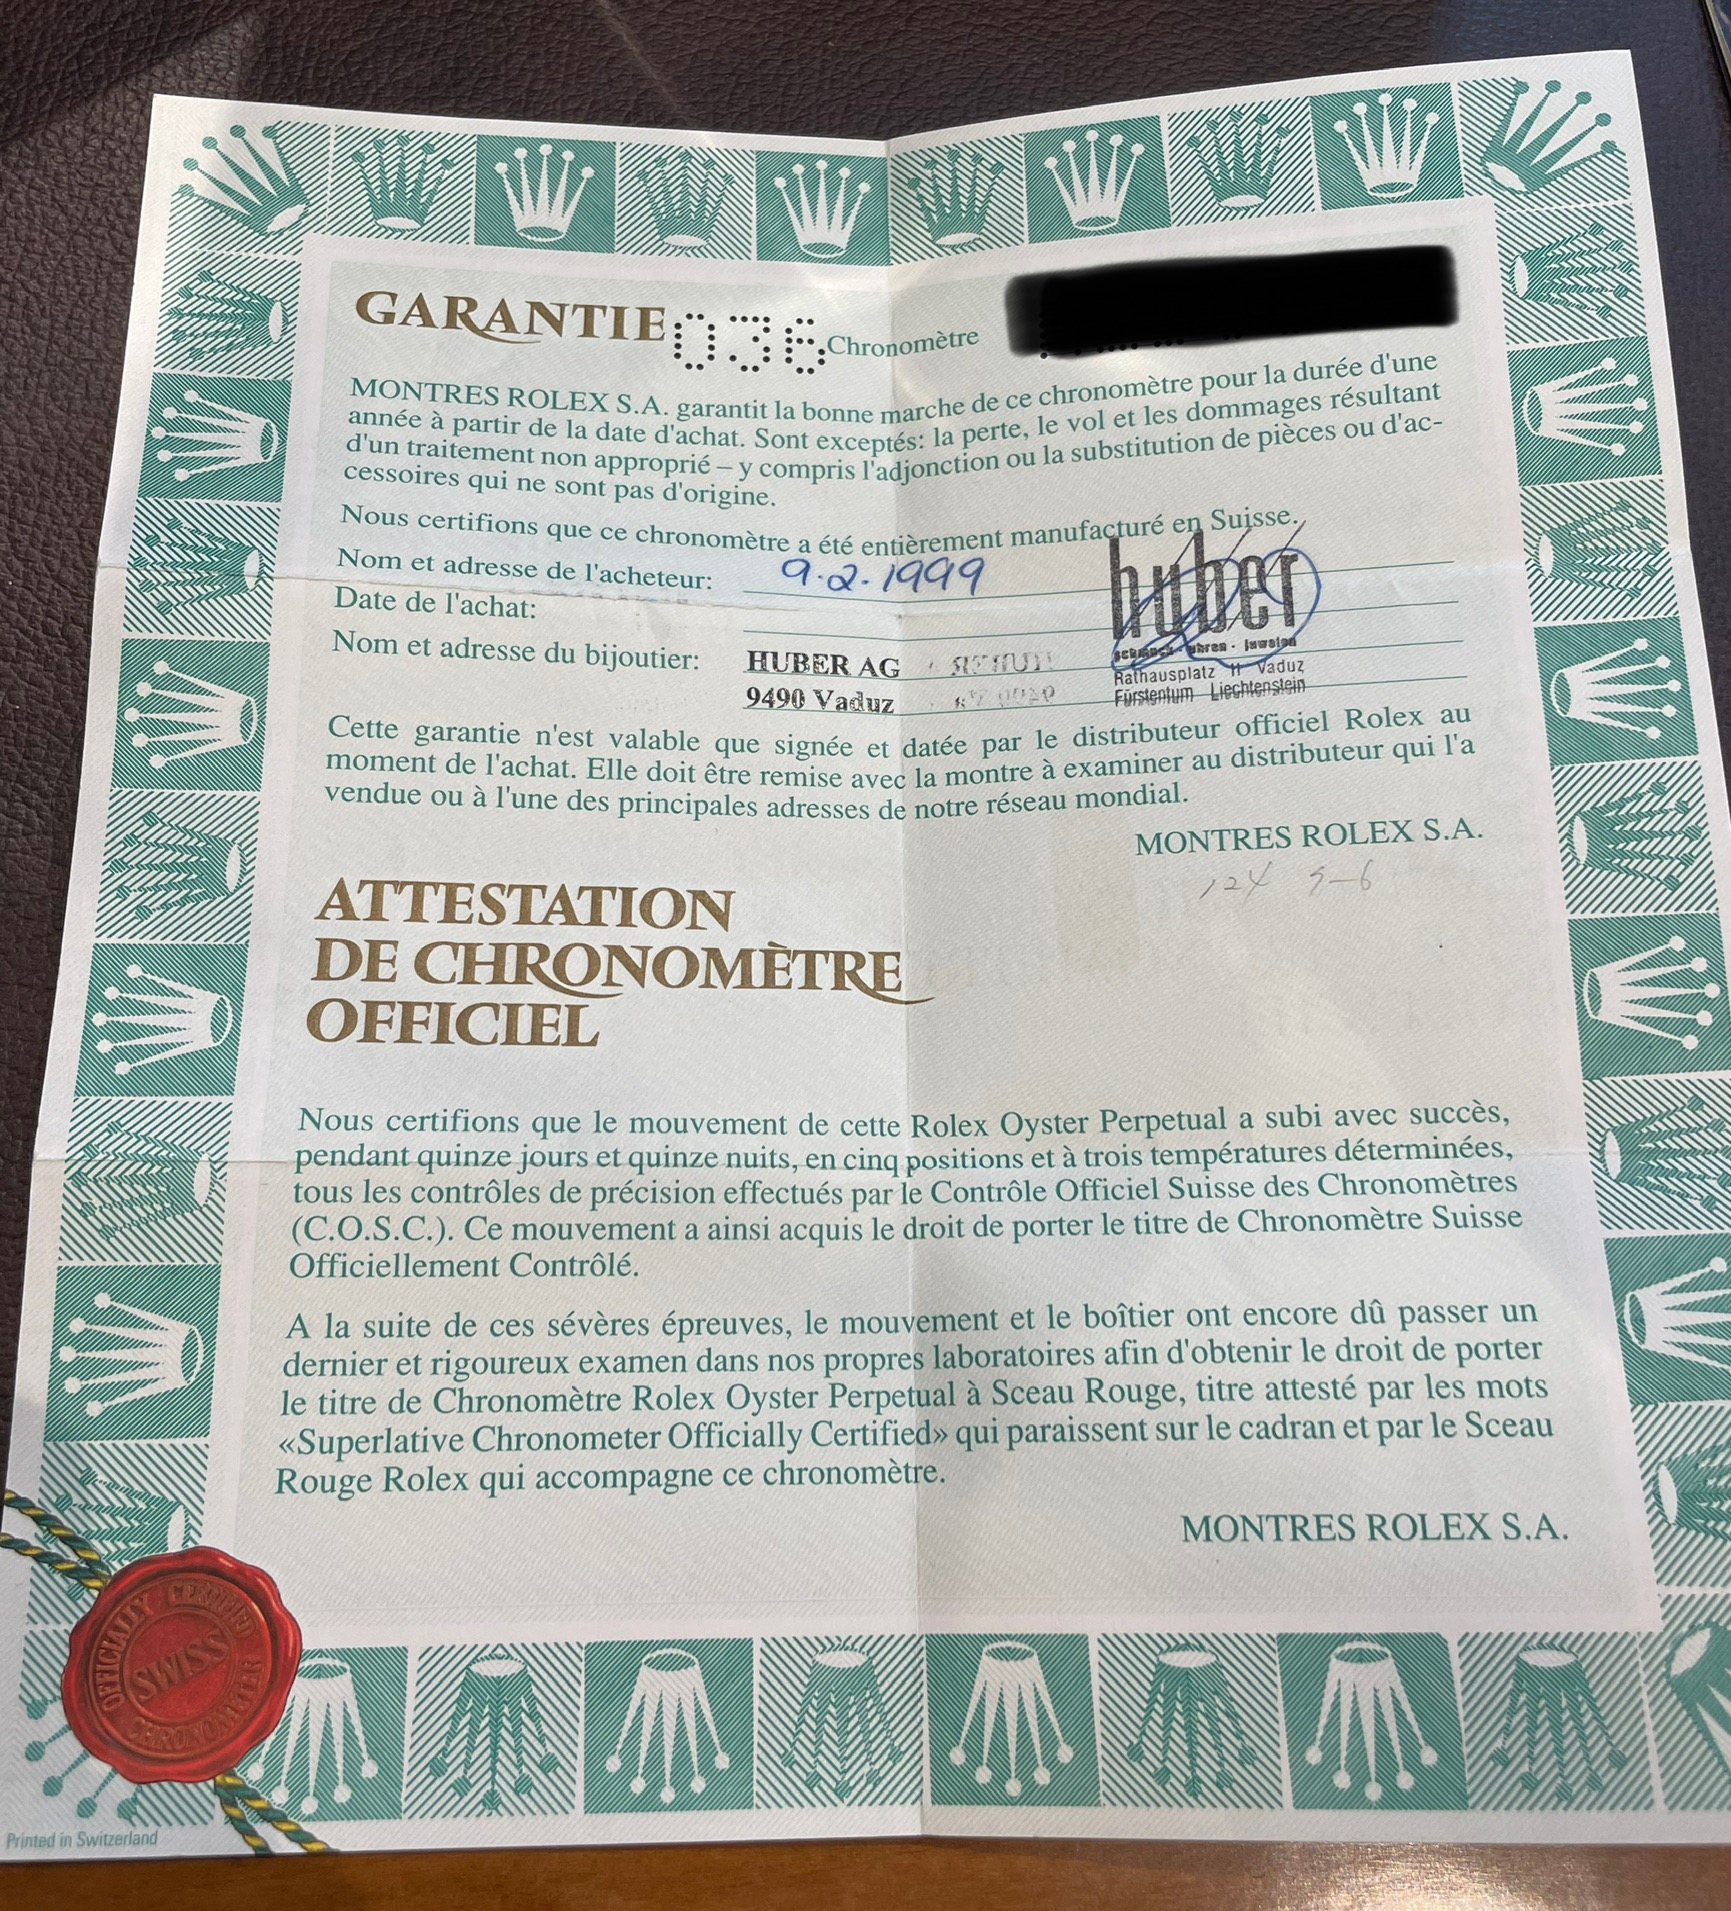 GARANTIE 036 Chronomètre
MONTRES ROLEX S.A. garantit la bonne marche de ce chronomètre pour la durée d'une
année à partir de la date d'achat. Sont exceptés: la perte, le vol et les dommages résultant
d'un traitement non approprié – y compris l'adjonction ou la substitution de pièces ou d'ac-
cessoires qui ne sont pas d'origine.
Nous certifions que ce chronomètre a été entièrement manufacturé en Suisse.
Nom et adresse de l'acheteur: 9.2.1999
Date de l'achat:
Nom et adresse du bijoutier: HUBER AG
9490 Vaduz
huber
schmuck - uhren - juwelen
Rathausplatz 11 Vaduz
Fürstentum Liechtenstein
Cette garantie n'est valable que signée et datée par le distributeur officiel Rolex au
moment de l'achat. Elle doit être remise avec la montre à examiner au distributeur qui l'a
vendue ou à l'une des principales adresses de notre réseau mondial.
MONTRES ROLEX S.A.
124 5-6
ATTESTATION
DE CHRONOMÈTRE
OFFICIEL
Nous certifions que le mouvement de cette Rolex Oyster Perpetual a subi avec succès,
pendant quinze jours et quinze nuits, en cinq positions et à trois températures déterminées,
tous les contrôles de précision effectués par le Contrôle Officiel Suisse des Chronomètres
(C.O.S.C.). Ce mouvement a ainsi acquis le droit de porter le titre de Chronomètre Suisse
Officiellement Contrôlé.
A la suite de ces sévères épreuves, le mouvement et le boîtier ont encore dû passer un
dernier et rigoureux examen dans nos propres laboratoires afin d'obtenir le droit de porter
le titre de Chronomètre Rolex Oyster Perpetual à Sceau Rouge, titre attesté par les mots
«Superlative Chronometer Officially Certified» qui paraissent sur le cadran et par le Sceau
Rouge Rolex qui accompagne ce chronomètre.
MONTRES ROLEX S.A.
OFFICIALLY CERTIFIED
SWISS
CHRONOMETER
Printed in Switzerland